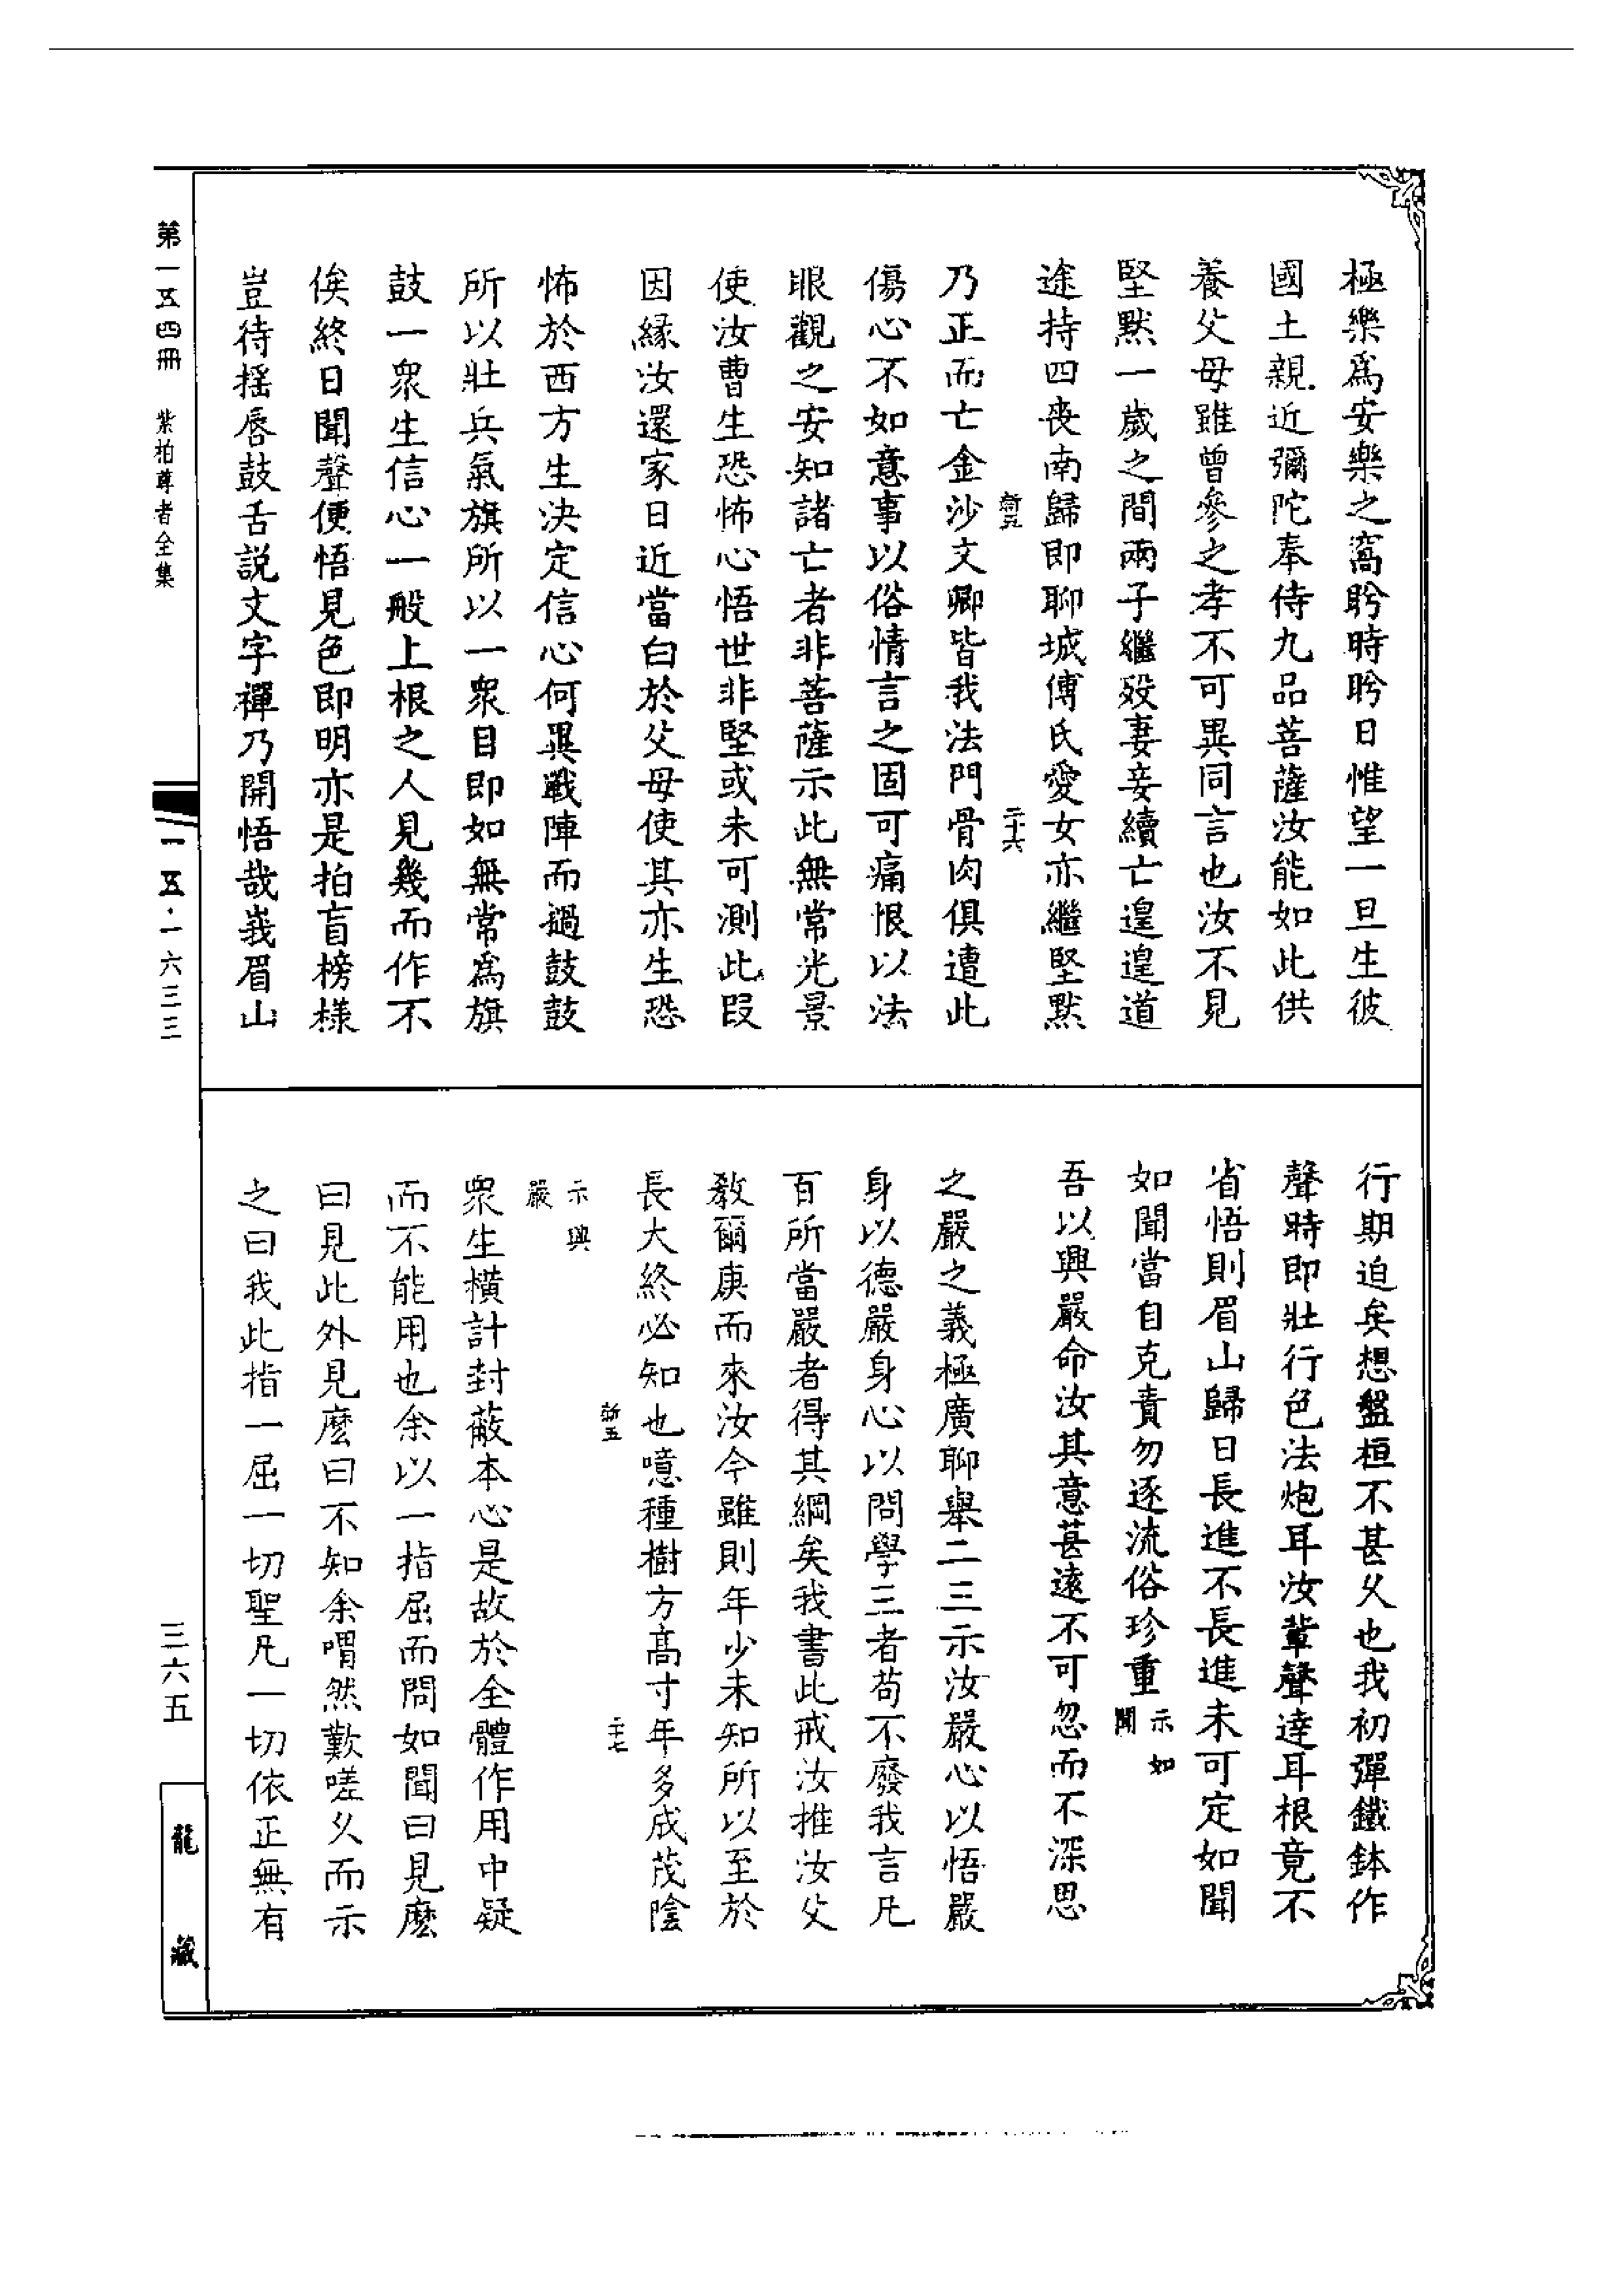 極樂爲安樂之窩盻時盻日惟望一旦生彼
國土親近彌陀奉侍九品菩薩汝能如此供
養父母雖曾參之孝不可異同言也汝不見
堅默一歲之間兩子繼歿妻妾續亡遑遑道
途持四喪南歸即聊城傅氏愛女亦繼堅默
新五
二十六
乃正而亡金沙文卿皆我法門骨肉俱遭此
傷心不如意事以俗情言之固可痛恨以法
眼觀之安知諸亡者非菩薩示此無常光景
使汝曹生恐怖心悟世非堅或未可測此段
因緣汝還家日近當白於父母使其亦生恐
怖於西方生決定信心何異戰陣而過鼓鼓
所以壯兵氣旗所以一衆目即如無常爲旗
鼓一衆生信心一般上根之人見幾而作不
俟終日聞聲便悟見色即明亦是拍盲榜樣
豈待搖唇鼓舌説文字禪乃開悟哉峩眉山
行期迫矣想盤桓不甚久也我初彈鐵鉢作
聲時即壯行色法炮耳汝輩聲達耳根竟不
省悟則眉山歸日長進不長進未可定如聞
如聞當自克責勿逐流俗珍重示如聞
吾以興嚴命汝其意甚遠不可忽而不深思
之嚴之義極廣聊舉二三示汝嚴心以悟嚴
身以德嚴身心以問學三者苟不廢我言凡
百所當嚴者得其綱矣我書此戒汝推汝父
教爾庚而來汝今雖則年少未知所以至於
長大終必知也噫種樹方高寸年多成茂陰
新五
二十七
示興嚴
衆生橫計封蔽本心是故於全體作用中疑
而不能用也余以一指屈而問如聞曰見麽
曰見此外見麽曰不知余喟然歎嗟久而示
之曰我此指一屈一切聖凡一切依正無有
第一五四冊　紫柏尊者全集
一五五·一六三三
三六五
龍藏